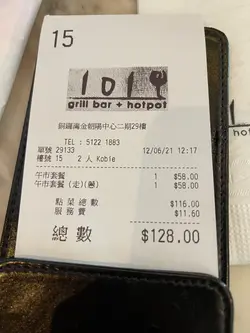 15
1019
grill bar + hotpot
銅鑼灣金朝陽中心二期29樓
TEL : 5122 1883
單號 29133 12/06/21 12:17
檯號 15 2 人 Kobie
午市套餐 1 $58.00
午市套餐 (走)(蔥) 1 $58.00
點菜總數 $116.00
服務費 $11.60
總數 $128.00
hot